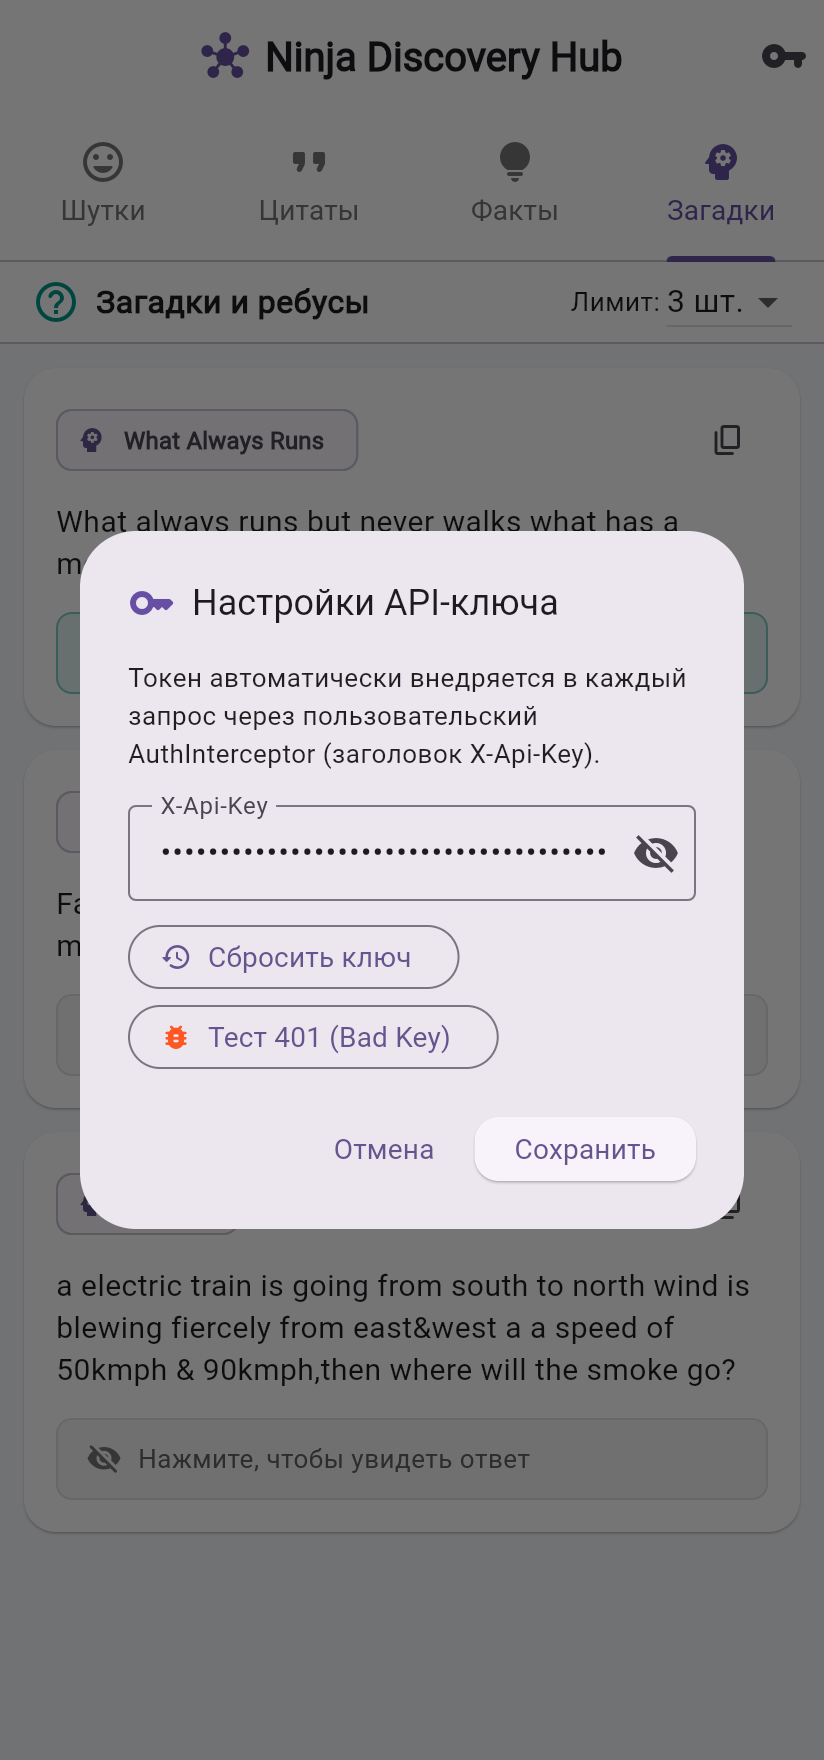 Ninja Discovery Hub
Шутки
Цитаты
Факты
Загадки
Загадки и ребусы
Лимит: 3 шт.
What Always Runs
What always runs but never walks what has a
Настройки API-ключа
Токен автоматически внедряется в каждый
запрос через пользовательский
AuthInterceptor (заголовок X-Api-Key).
X-Api-Key
••••••••••••••••••••••••••••••••••••••
Сбросить ключ
Тест 401 (Bad Key)
Отмена
Сохранить
a electric train is going from south to north wind is
blewing fiercely from east&west a a speed of
50kmph & 90kmph,then where will the smoke go?
Нажмите, чтобы увидеть ответ